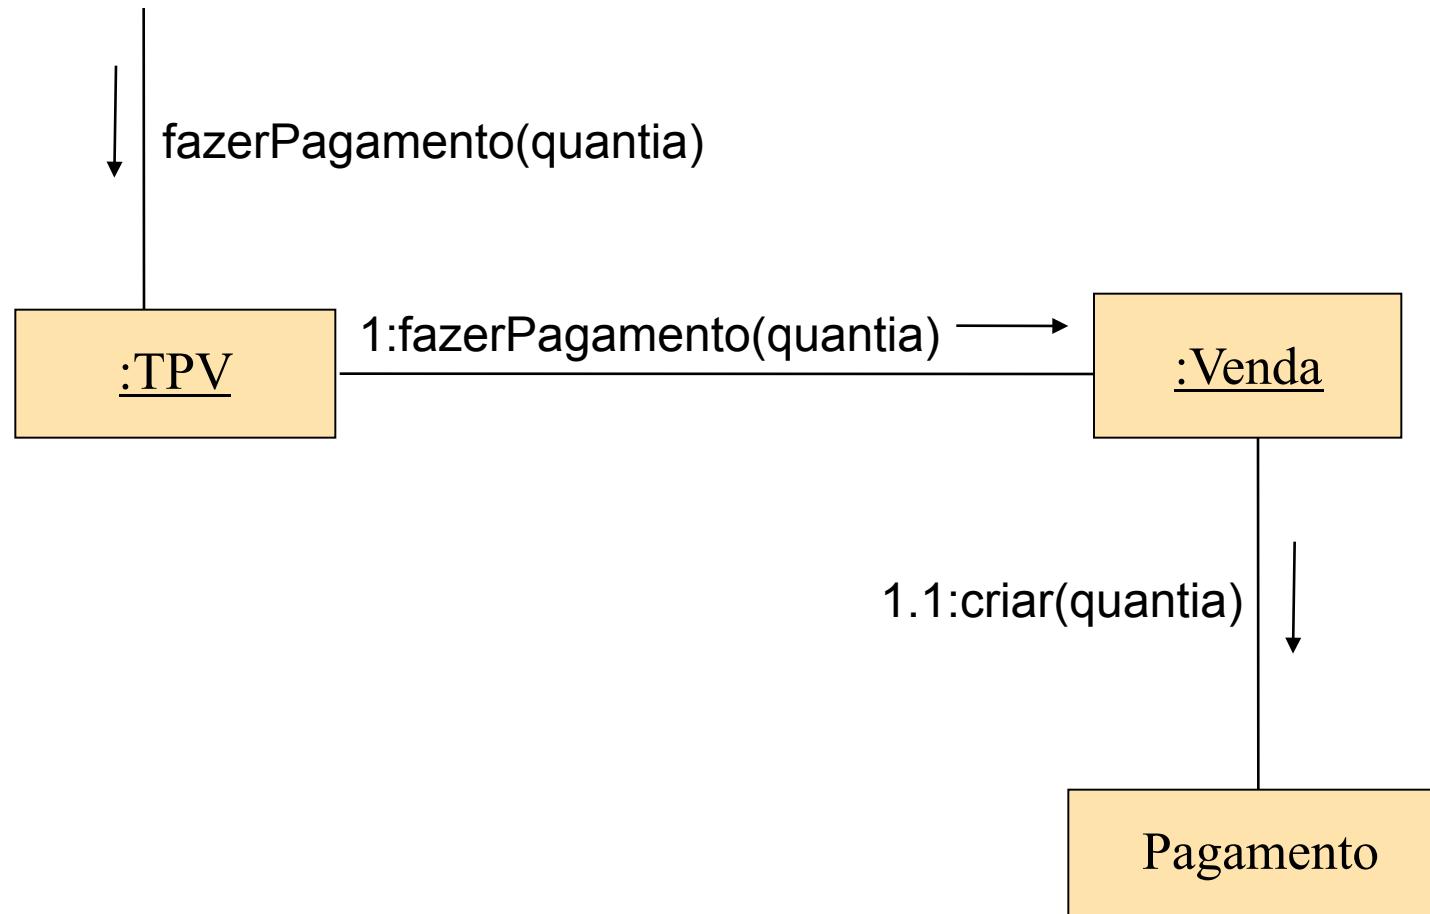 fazerPagamento(quantia)
:TPV
1:fazerPagamento(quantia)
:Venda
1.1:criar(quantia)
Pagamento